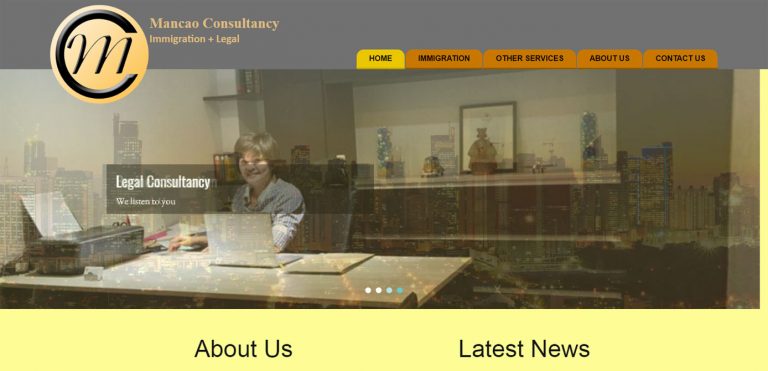 Mancao Consultancy
Immigration + Legal
m
HOME
IMMIGRATION
OTHER SERVICES
ABOUT US
CONTACT US
Legal Consultancy
We listen to you
About Us
Latest News